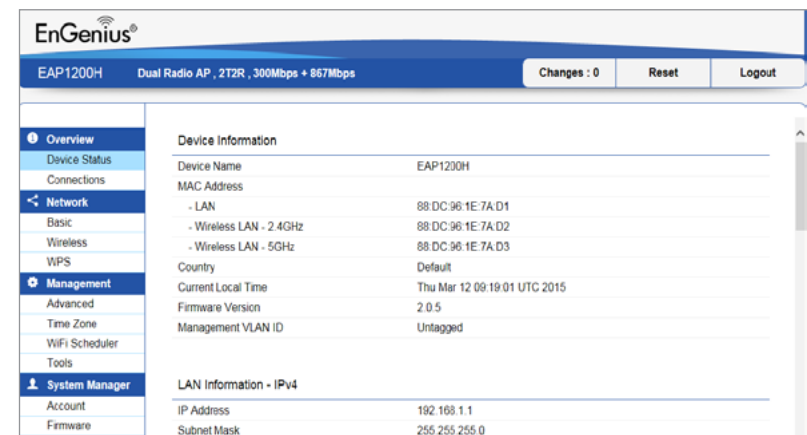 EnGenius®
EAP1200H Dual Radio AP , 2T2R , 300Mbps + 867Mbps Changes : 0 Reset Logout
Overview
Device Status
Connections
Network
Basic
Wireless
WPS
Management
Advanced
Time Zone
WiFi Scheduler
Tools
System Manager
Account
Firmware
Device Information
Device Name EAP1200H
MAC Address
- LAN 88:DC:96:1E:7A:D1
- Wireless LAN - 2.4GHz 88:DC:96:1E:7A:D2
- Wireless LAN - 5GHz 88:DC:96:1E:7A:D3
Country Default
Current Local Time Thu Mar 12 09:19:01 UTC 2015
Firmware Version 2.0.5
Management VLAN ID Untagged
LAN Information - IPv4
IP Address 192.168.1.1
Subnet Mask 255.255.255.0